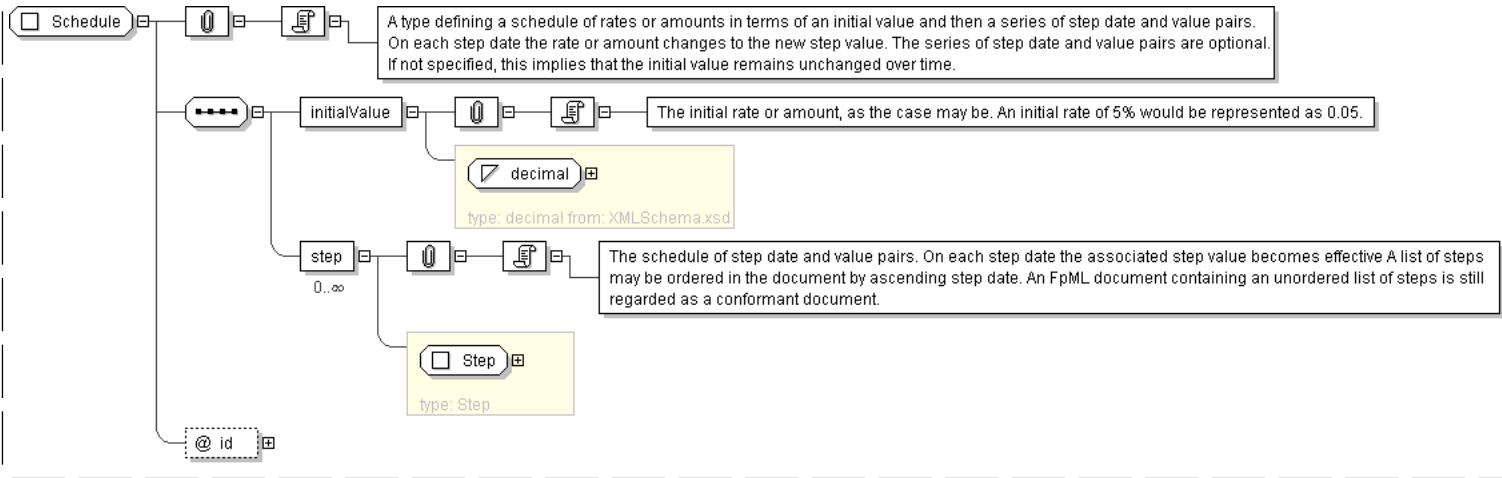 Schedule
A type defining a schedule of rates or amounts in terms of an initial value and then a series of step date and value pairs.
On each step date the rate or amount changes to the new step value. The series of step date and value pairs are optional.
If not specified, this implies that the initial value remains unchanged over time.
initialValue
The initial rate or amount, as the case may be. An initial rate of 5% would be represented as 0.05.
decimal
type: decimal from: XMLSchema.xsd
step
0..∞
The schedule of step date and value pairs. On each step date the associated step value becomes effective A list of steps
may be ordered in the document by ascending step date. An FpML document containing an unordered list of steps is still
regarded as a conformant document.
Step
type: Step
@ id